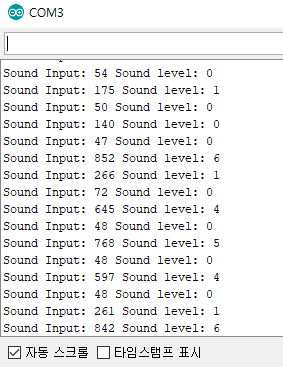 COM3
Sound Input: 54 Sound level: 0
Sound Input: 175 Sound level: 1
Sound Input: 50 Sound level: 0
Sound Input: 140 Sound level: 0
Sound Input: 47 Sound level: 0
Sound Input: 852 Sound level: 6
Sound Input: 266 Sound level: 1
Sound Input: 72 Sound level: 0
Sound Input: 645 Sound level: 4
Sound Input: 48 Sound level: 0
Sound Input: 768 Sound level: 5
Sound Input: 48 Sound level: 0
Sound Input: 597 Sound level: 4
Sound Input: 48 Sound level: 0
Sound Input: 261 Sound level: 1
Sound Input: 842 Sound level: 6
자동 스크롤 타임스탬프 표시